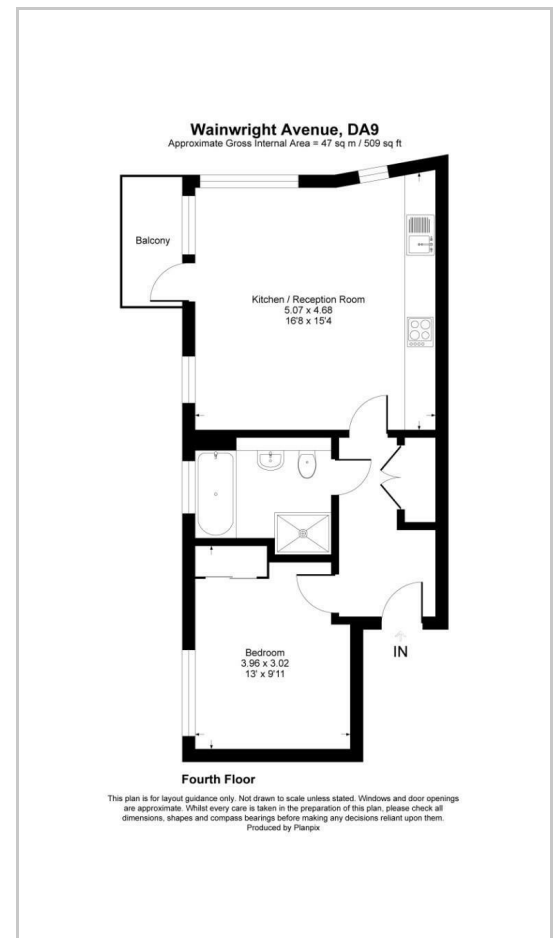 Wainwright Avenue, DA9
Approximate Gross Internal Area = 47 sq m / 509 sq ft
Balcony
Kitchen / Reception Room
5.07 x 4.68
16'8 x 15'4
Bedroom
3.96 x 3.02
13' x 9'11
IN
Fourth Floor
This plan is for layout guidance only. Not drawn to scale unless stated. Windows and door openings
are approximate. Whilst every care is taken in the preparation of this plan, please check all
dimensions, shapes and compass bearings before making any decisions reliant upon them.
Produced by Planpix